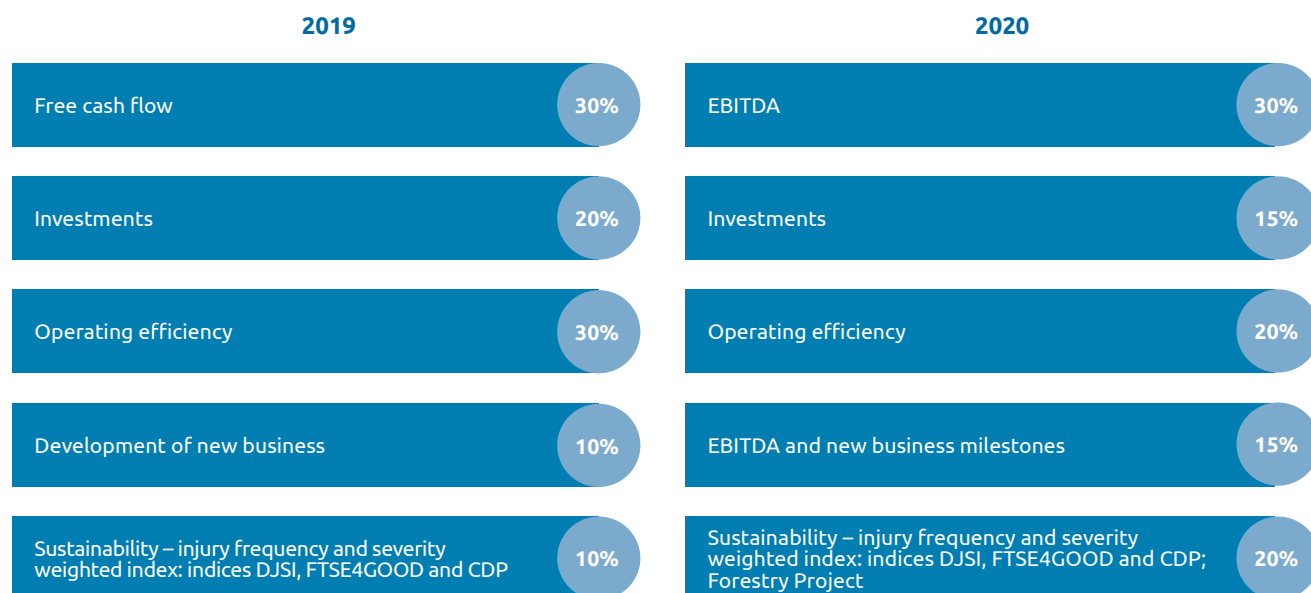 2019
Free cash flow
30%
Investments
20%
Operating efficiency
30%
Development of new business
10%
Sustainability – injury frequency and severity
weighted index: indices DJSI, FTSE4GOOD and CDP
10%
2020
EBITDA
30%
Investments
15%
Operating efficiency
20%
EBITDA and new business milestones
15%
Sustainability – injury frequency and severity
weighted index: indices DJSI, FTSE4GOOD and CDP;
Forestry Project
20%